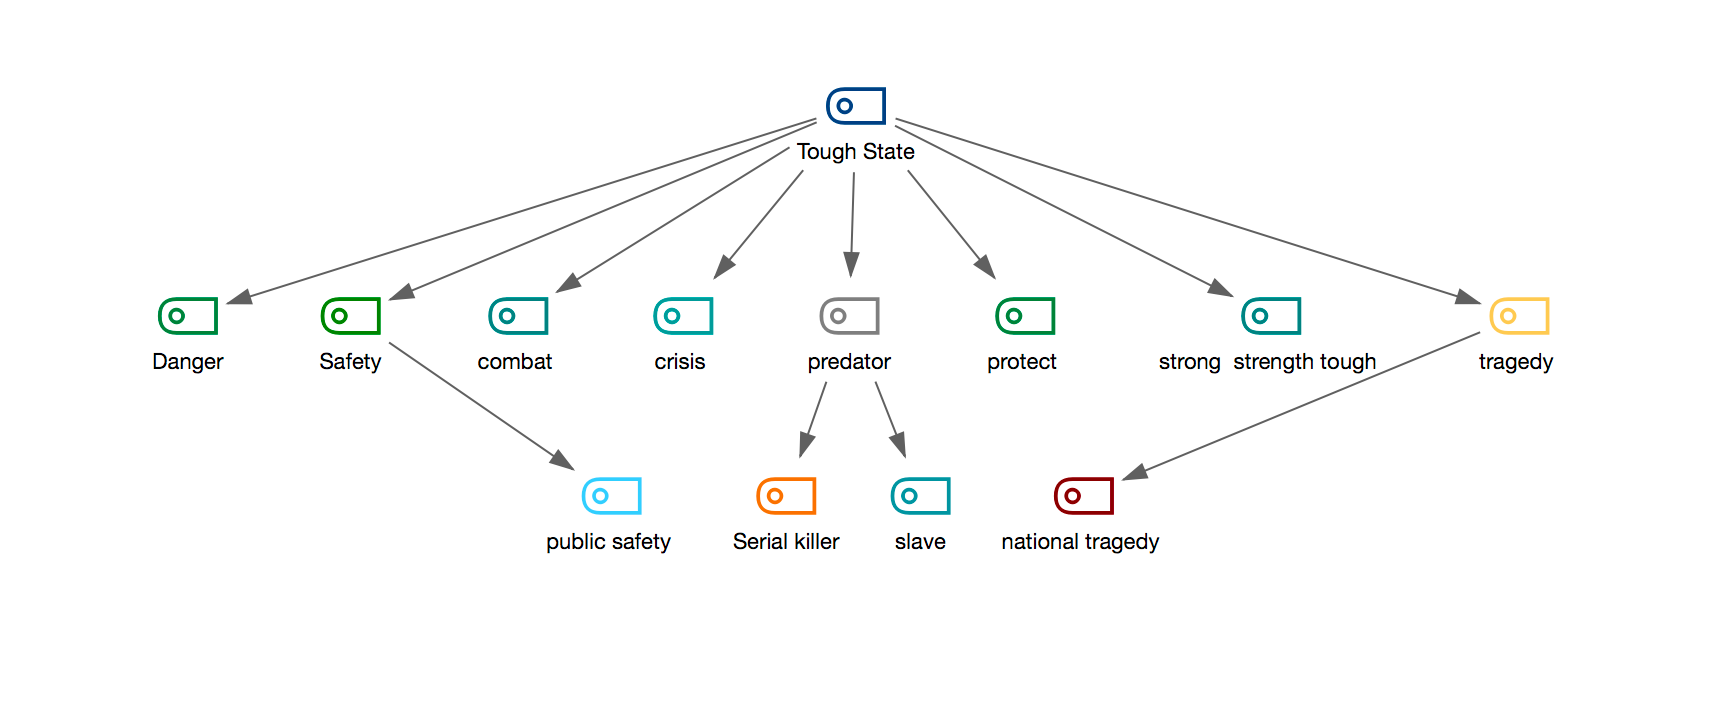 Tough State
Danger
Safety
combat
crisis
predator
protect
strong  strength tough
tragedy
public safety
Serial killer
slave
national tragedy